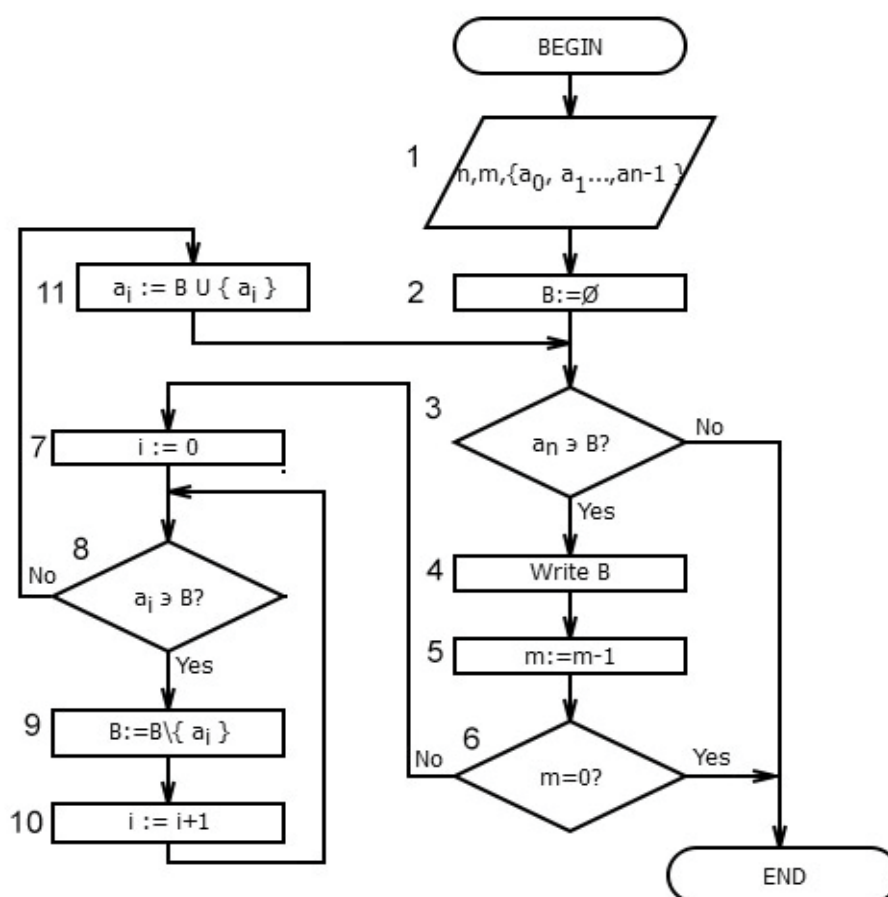 BEGIN
1
n,m,{a₀, a₁...,an-1 }
2
B:=Ø
3
aₙ э B?
No
Yes
4
Write B
5
m:=m-1
6
m=0?
No
Yes
7
i := 0
8
aᵢ э B?
No
Yes
9
B:=B\{ aᵢ }
10
i := i+1
11
aᵢ := B U { aᵢ }
END